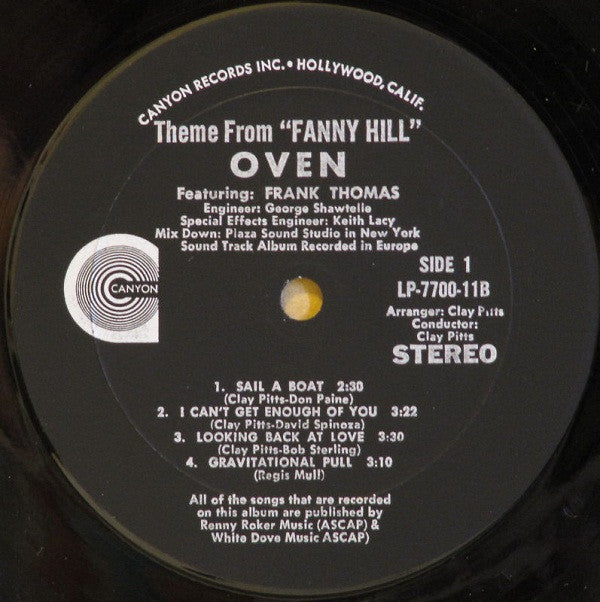 CANYON RECORDS INC. • HOLLYWOOD, CALIF.
Theme From "FANNY HILL"
OVEN
Featuring: FRANK THOMAS
Engineer: George Shawtelle
Special Effects Engineer: Keith Lacy
Mix Down: Plaza Sound Studio in New York
Sound Track Album Recorded in Europe
CANYON
SIDE 1
LP-7700-11B
Arranger: Clay Pitts
Conductor:
Clay Pitts
STEREO
1. SAIL A BOAT 2:30
(Clay Pitts-Don Paine)
2. I CAN'T GET ENOUGH OF YOU 3:22
(Clay Pitts-David Spinoza)
3. LOOKING BACK AT LOVE 3:30
(Clay Pitts-Bob Sterling)
4. GRAVITATIONAL PULL 3:10
(Regis Mull)
All of the songs that are recorded
on this album are published by
Renny Roker Music (ASCAP) &
White Dove Music ASCAP)